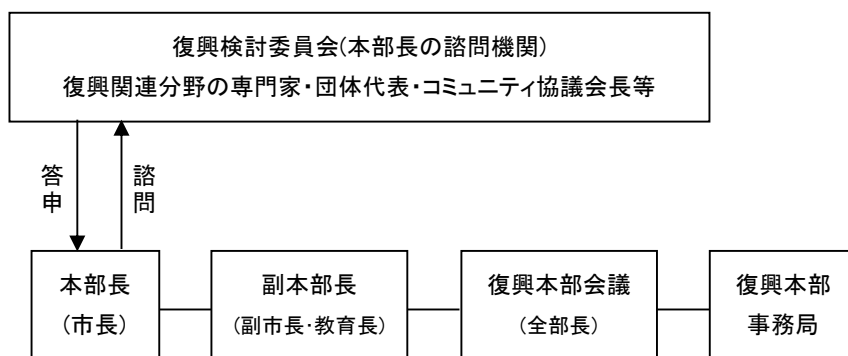 復興検討委員会(本部長の諮問機関)
復興関連分野の専門家・団体代表・コミュニティ協議会長等
答申
諮問
本部長
(市長)
副本部長
(副市長・教育長)
復興本部会議
(全部長)
復興本部
事務局